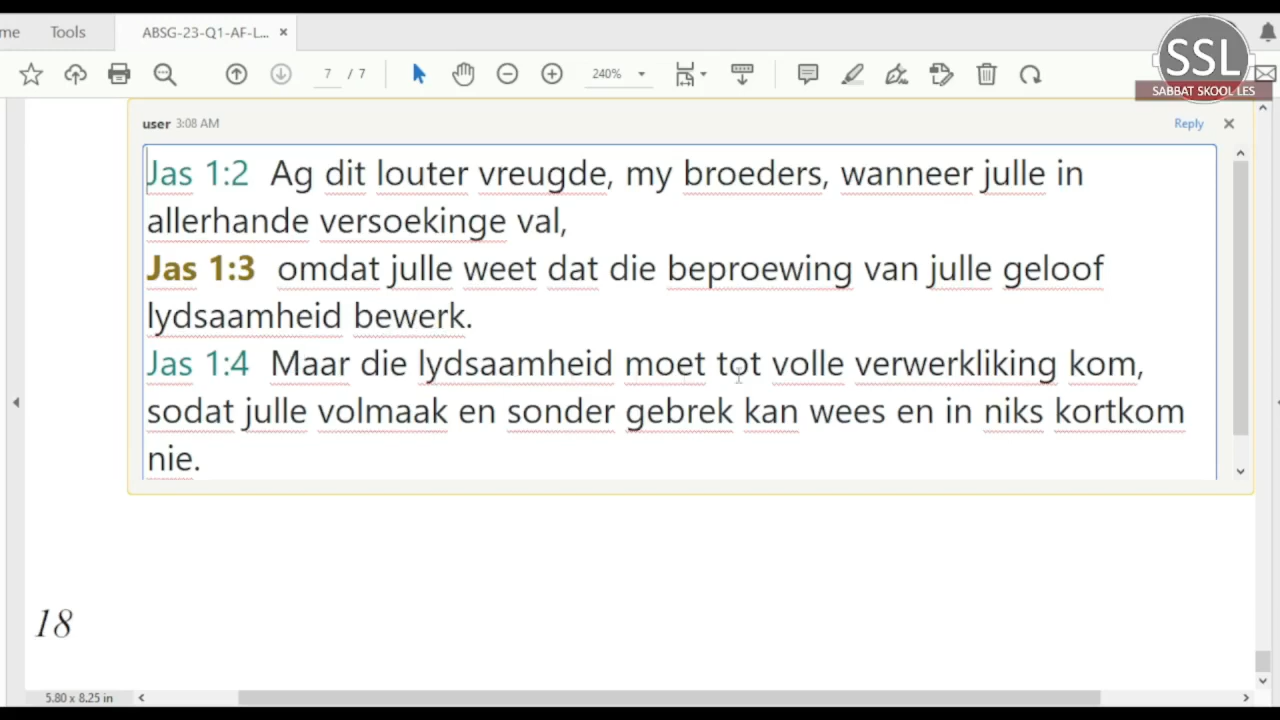 me Tools ABSG-23-Q1-AF-L... ×
SSL
SABBAT SKOOL LES
7 / 7 240%
user 3:08 AM Reply
Jas 1:2 Ag dit louter vreugde, my broeders, wanneer julle in
allerhande versoekinge val,
Jas 1:3 omdat julle weet dat die beproewing van julle geloof
lydsaamheid bewerk.
Jas 1:4 Maar die lydsaamheid moet tot volle verwerkliking kom,
sodat julle volmaak en sonder gebrek kan wees en in niks kortkom
nie.
18
5.80 x 8.25 in